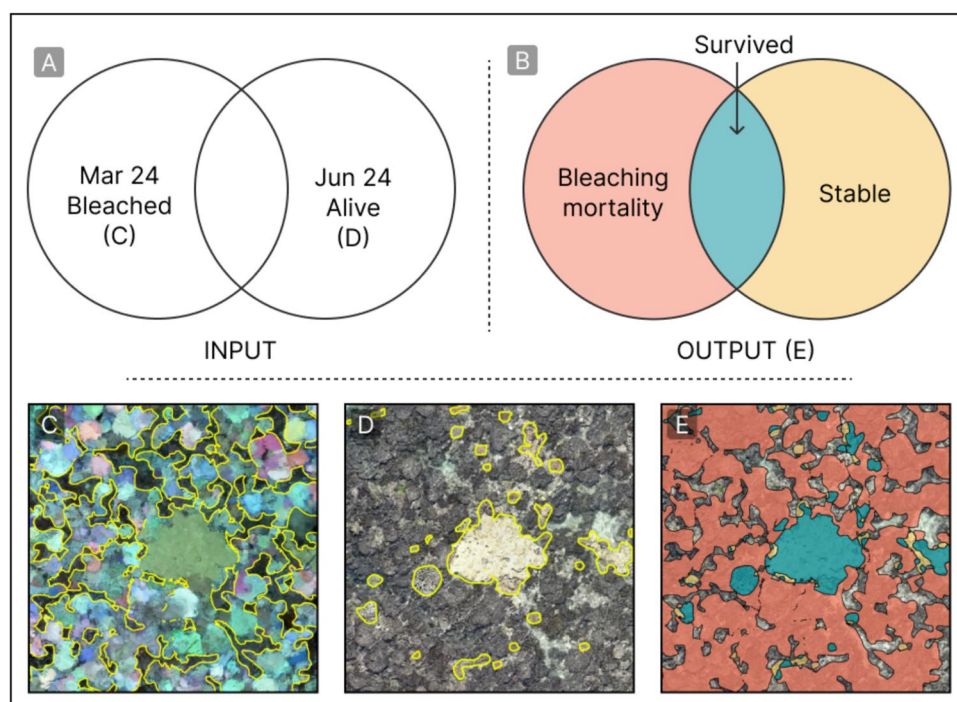 A
Mar 24
Bleached
(C)
Jun 24
Alive
(D)
INPUT
B
Survived
Bleaching
mortality
Stable
OUTPUT (E)
C
D
E